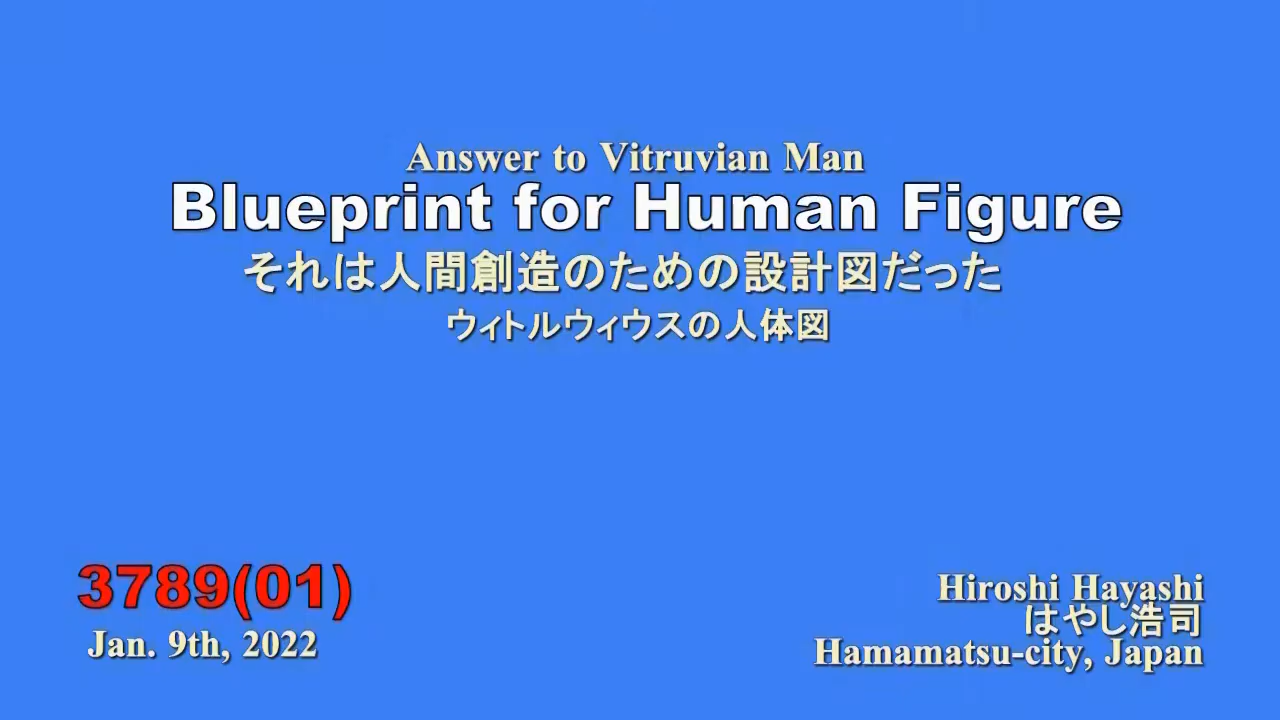 Answer to Vitruvian Man
Blueprint for Human Figure
それは人間創造のための設計図だった
ウィトルウィウスの人体図
3789(01)
Jan. 9th, 2022
Hiroshi Hayashi
はやし浩司
Hamamatsu-city, Japan